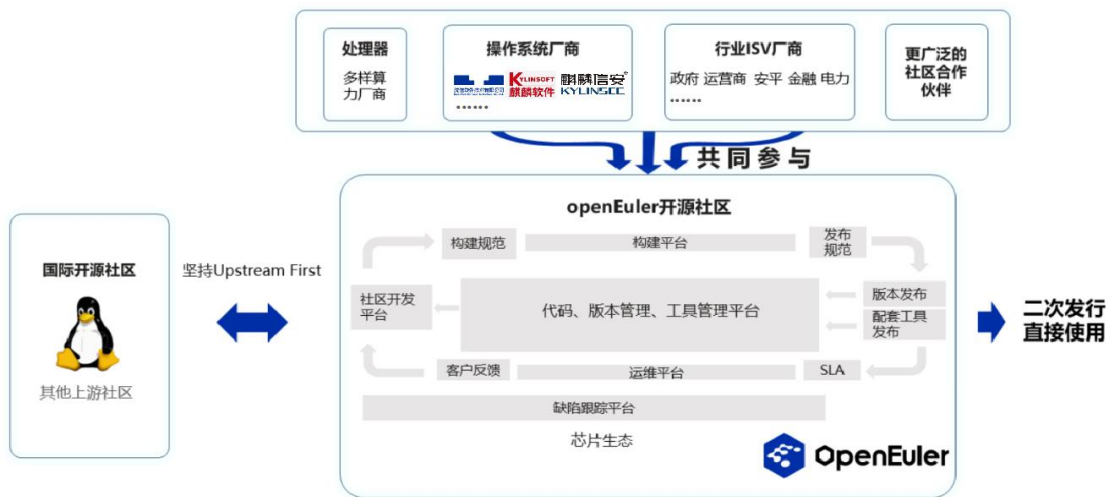 处理器
多样算
力厂商
操作系统厂商
KYLINSOFT
麒麟软件
麒麟信安
KYLINSEC
......
行业ISV厂商
政府 运营商 安平 金融 电力
......
更广泛的
社区合作
伙伴
共同参与
国际开源社区
其他上游社区
坚持Upstream First
openEuler开源社区
构建规范
构建平台
发布
规范
社区开发
平台
代码、版本管理、工具管理平台
版本发布
配套工具
发布
客户反馈
运维平台
SLA
缺陷跟踪平台
芯片生态
OpenEuler
二次发行
直接使用